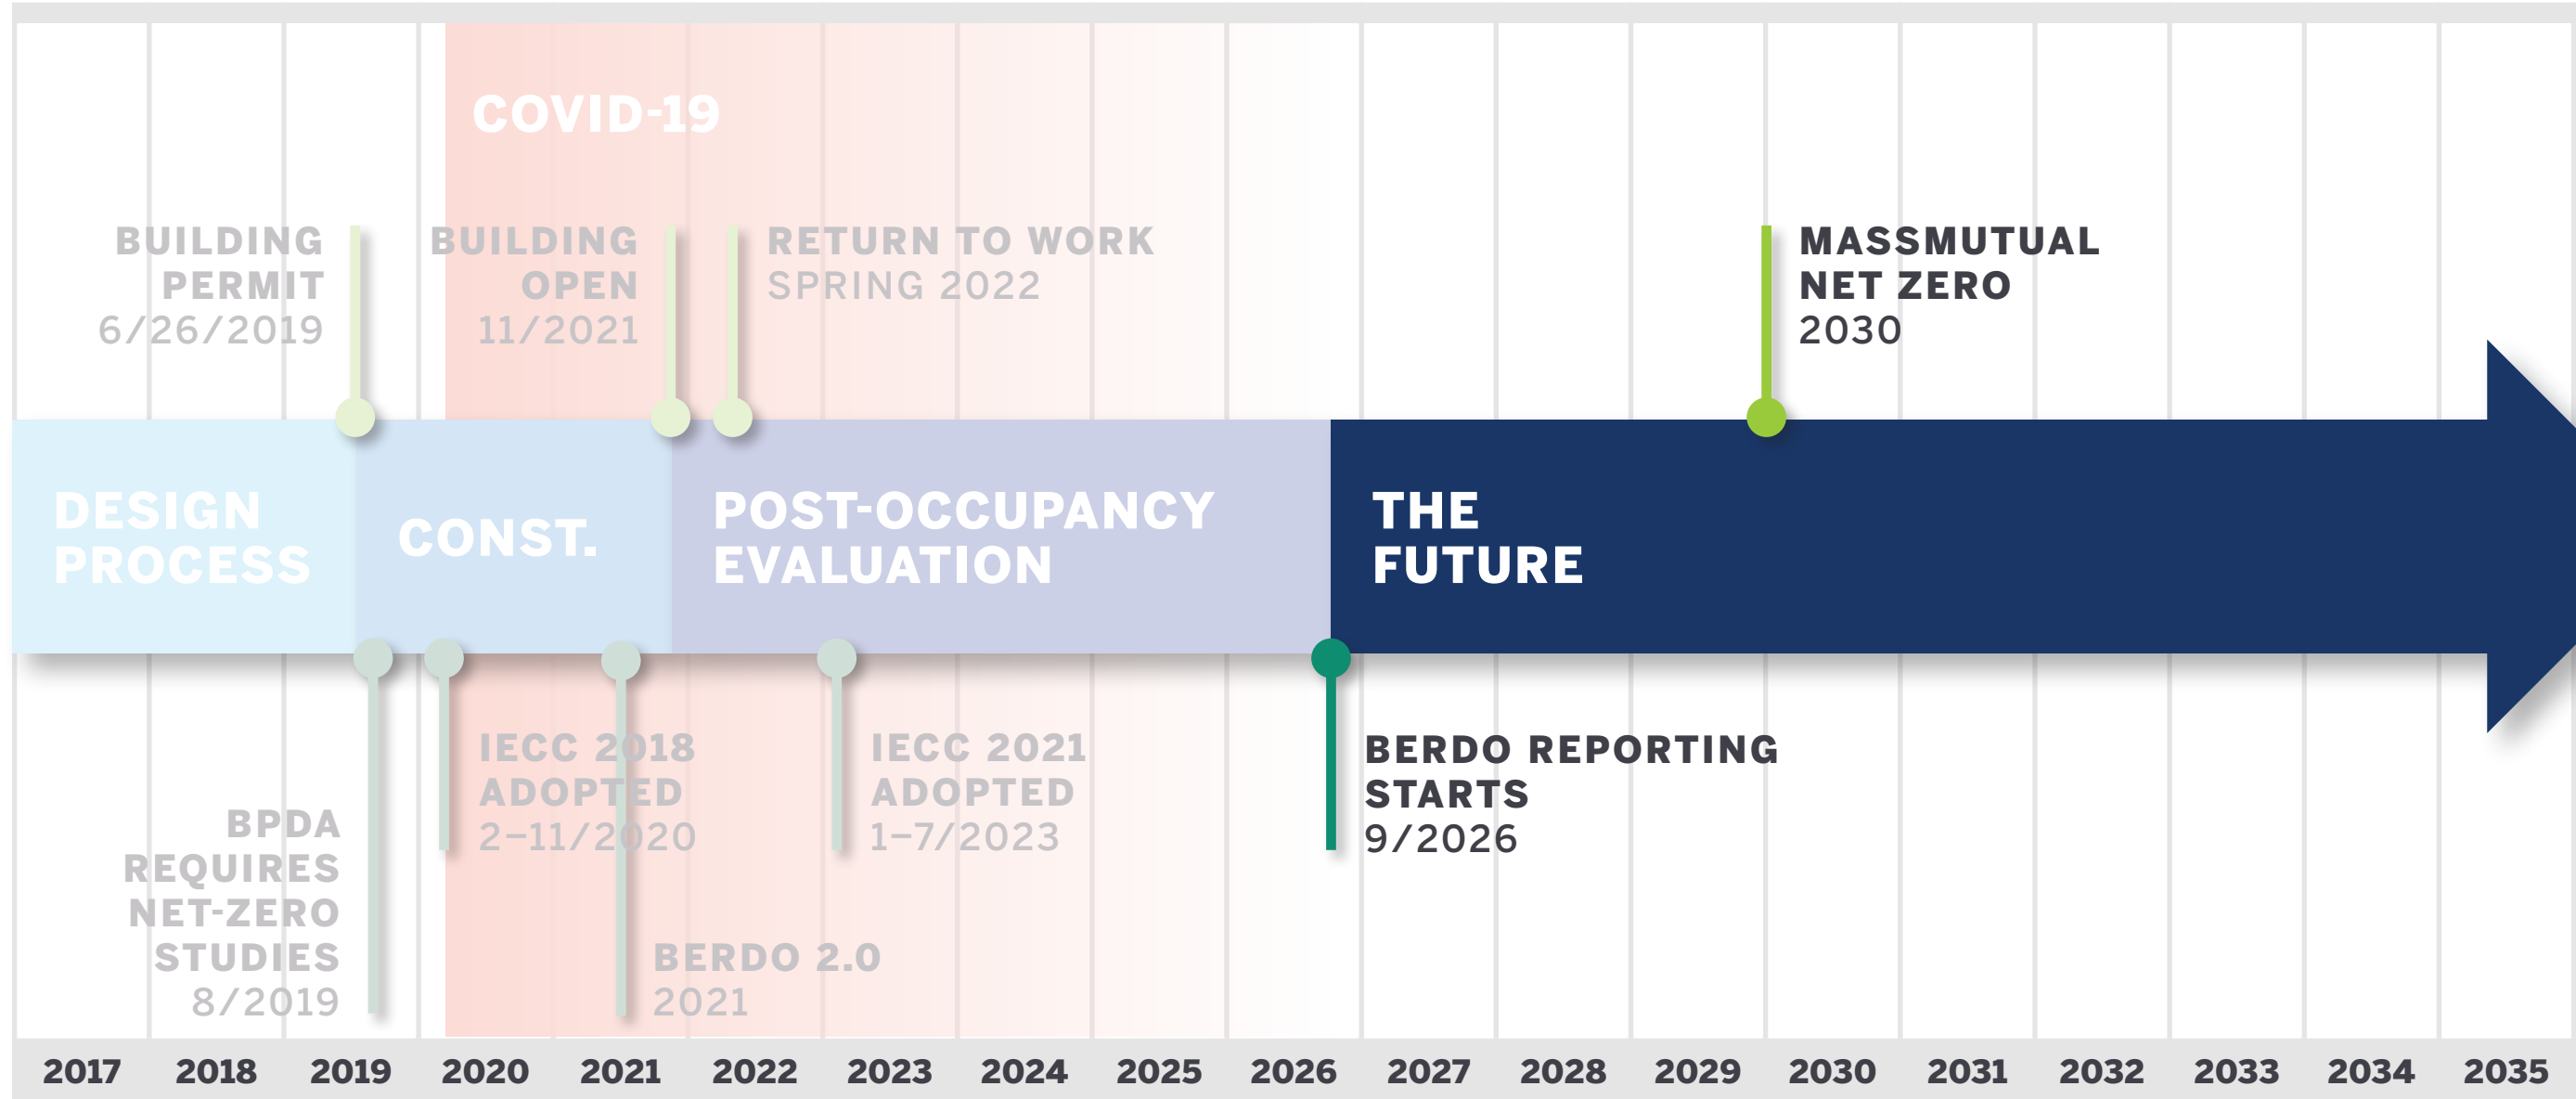 COVID-19
BUILDING
PERMIT
6/26/2019
BUILDING
OPEN
11/2021
RETURN TO WORK
SPRING 2022
MASSMUTUAL
NET ZERO
2030
DESIGN
PROCESS
CONST.
POST-OCCUPANCY
EVALUATION
THE
FUTURE
BPDA
REQUIRES
NET-ZERO
STUDIES
8/2019
IECC 2018
ADOPTED
2–11/2020
BERDO 2.0
2021
IECC 2021
ADOPTED
1–7/2023
BERDO REPORTING
STARTS
9/2026
2017 2018 2019 2020 2021 2022 2023 2024 2025 2026 2027 2028 2029 2030 2031 2032 2033 2034 2035